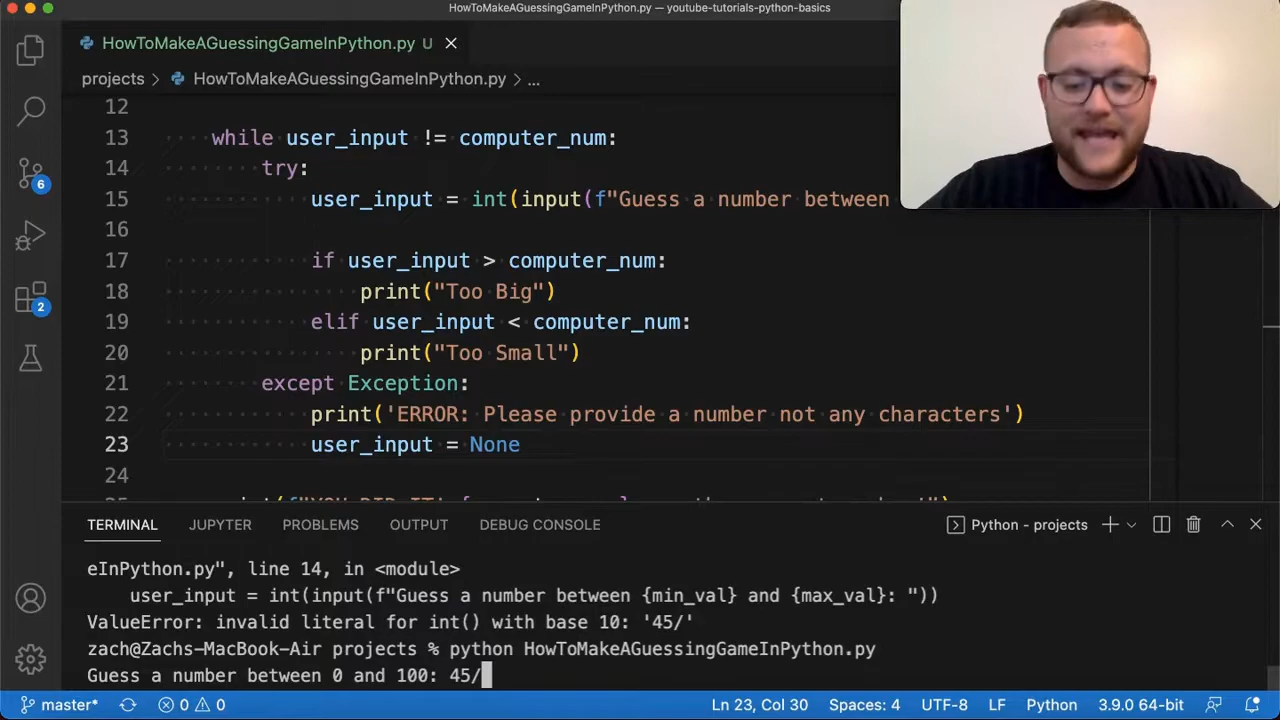 HowToMakeAGuessingGameInPython.py — youtube-tutorials-python-basics
HowToMakeAGuessingGameInPython.py U
projects > HowToMakeAGuessingGameInPython.py > ...
12
13 while user_input != computer_num:
14 try:
15 user_input = int(input(f"Guess a number between
16
17 if user_input > computer_num:
18 print("Too Big")
19 elif user_input < computer_num:
20 print("Too Small")
21 except Exception:
22 print('ERROR: Please provide a number not any characters')
23 user_input = None
24
6
2
TERMINAL JUPYTER PROBLEMS OUTPUT DEBUG CONSOLE Python - projects
eInPython.py", line 14, in <module>
user_input = int(input(f"Guess a number between {min_val} and {max_val}: "))
ValueError: invalid literal for int() with base 10: '45/'
zach@Zachs-MacBook-Air projects % python HowToMakeAGuessingGameInPython.py
Guess a number between 0 and 100: 45/
master* 0 0 Ln 23, Col 30 Spaces: 4 UTF-8 LF Python 3.9.0 64-bit